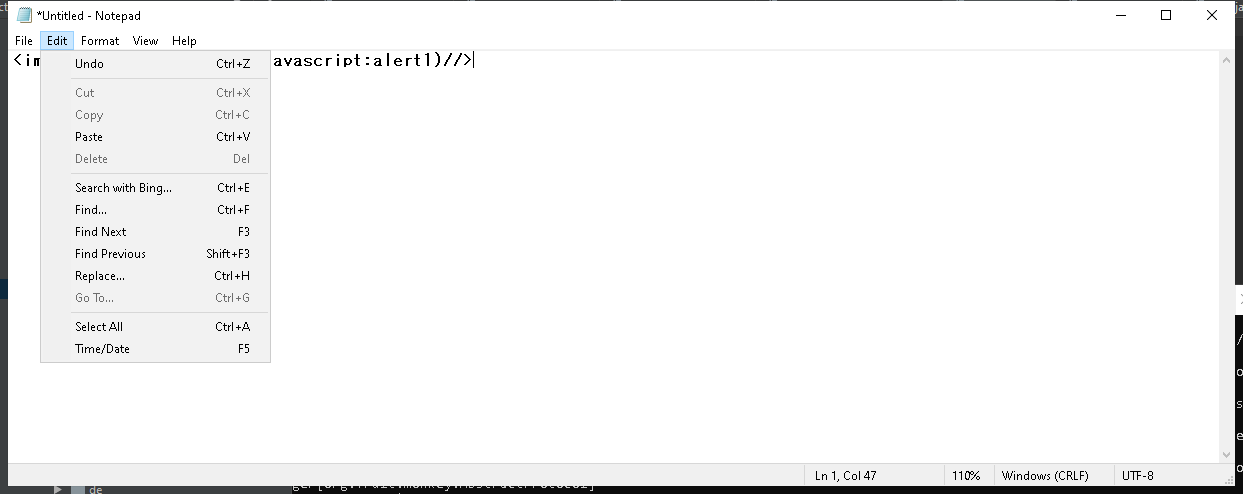 *Untitled - Notepad
File Edit Format View Help
<im avascript:alert1)//>
Undo Ctrl+Z
Cut Ctrl+X
Copy Ctrl+C
Paste Ctrl+V
Delete Del
Search with Bing... Ctrl+E
Find... Ctrl+F
Find Next F3
Find Previous Shift+F3
Replace... Ctrl+H
Go To... Ctrl+G
Select All Ctrl+A
Time/Date F5
Ln 1, Col 47 110% Windows (CRLF) UTF-8
de